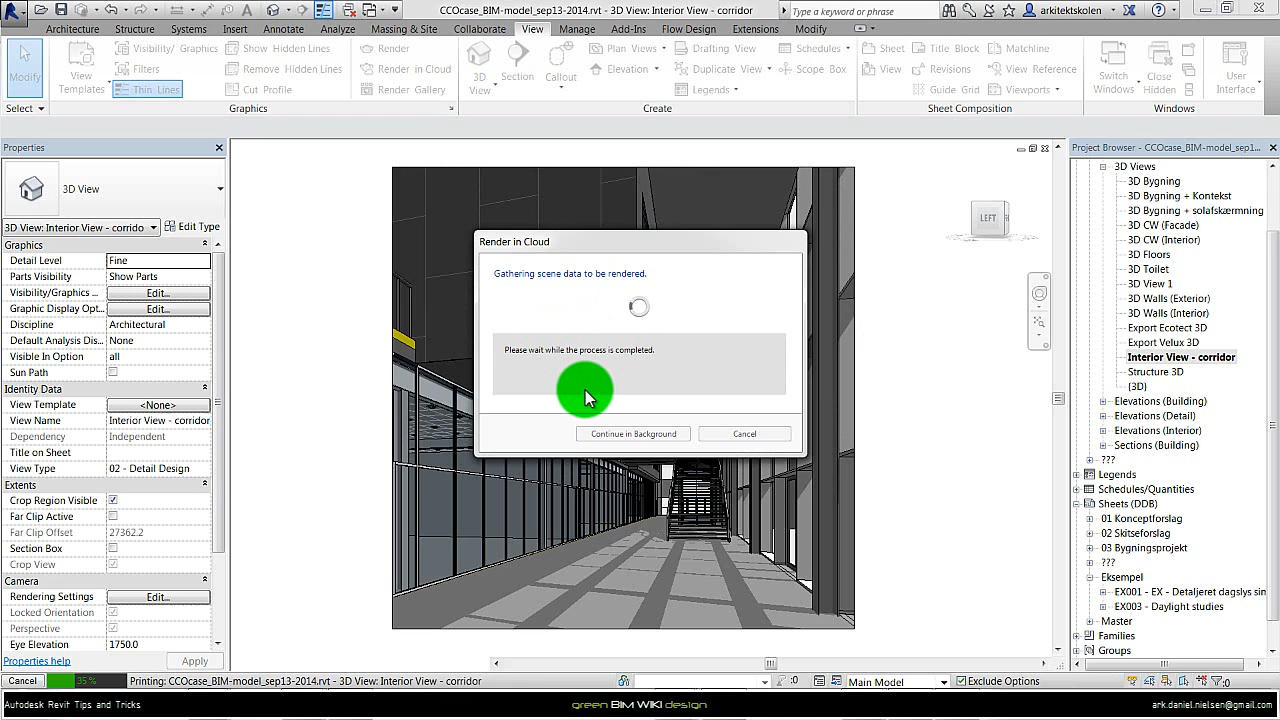 CCOcase_BIM-model_sep13-2014.rvt - 3D View: Interior View - corridor
Type a keyword or phrase
arkitektskolen
Architecture Structure Systems Insert Annotate Analyze Massing & Site Collaborate View Manage Add-Ins Flow Design Extensions Modify
Modify
Select
View Templates
Visibility/ Graphics
Filters
Thin Lines
Show Hidden Lines
Remove Hidden Lines
Cut Profile
Graphics
Render
Render in Cloud
Render Gallery
3D View
Section
Callout
Plan Views
Elevation
Drafting View
Duplicate View
Legends
Schedules
Scope Box
Create
Sheet
View
Title Block
Revisions
Guide Grid
Matchline
View Reference
Viewports
Sheet Composition
Switch Windows
Close Hidden
User Interface
Windows
Properties
3D View
3D View: Interior View - corrido
Edit Type
Graphics
Detail Level Fine
Parts Visibility Show Parts
Visibility/Graphics ... Edit...
Graphic Display Opt... Edit...
Discipline Architectural
Default Analysis Dis... None
Visible In Option all
Sun Path
Identity Data
View Template <None>
View Name Interior View - corridor
Dependency Independent
Title on Sheet
View Type 02 - Detail Design
Extents
Crop Region Visible
Far Clip Active
Far Clip Offset 27362.2
Section Box
Crop View
Camera
Rendering Settings Edit...
Locked Orientation
Perspective
Eye Elevation 1750.0
Properties help
Apply
LEFT
Render in Cloud
Gathering scene data to be rendered.
Please wait while the process is completed.
Continue in Background
Cancel
Project Browser - CCOcase_BIM-model_sep1...
3D Views
3D Bygning
3D Bygning + Kontekst
3D Bygning + solafskærmning
3D CW (Facade)
3D CW (Interior)
3D Floors
3D Toilet
3D View 1
3D Walls (Exterior)
3D Walls (Interior)
Export Ecotect 3D
Export Velux 3D
Interior View - corridor
Structure 3D
{3D}
Elevations (Building)
Elevations (Detail)
Elevations (Interior)
Sections (Building)
???
Legends
Schedules/Quantities
Sheets (DDB)
01 Konceptforslag
02 Skitseforslag
03 Bygningsprojekt
???
Eksempel
EX001 - EX - Detaljeret dagslys sin
EX003 - Daylight studies
Master
Families
Groups
Cancel
35%
Printing: CCOcase_BIM-model_sep13-2014.rvt - 3D View: Interior View - corridor
:0
Main Model
Exclude Options
:0
Autodesk Revit Tips and Tricks
green BIM WIKI design
ark.daniel.nielsen@gmail.com